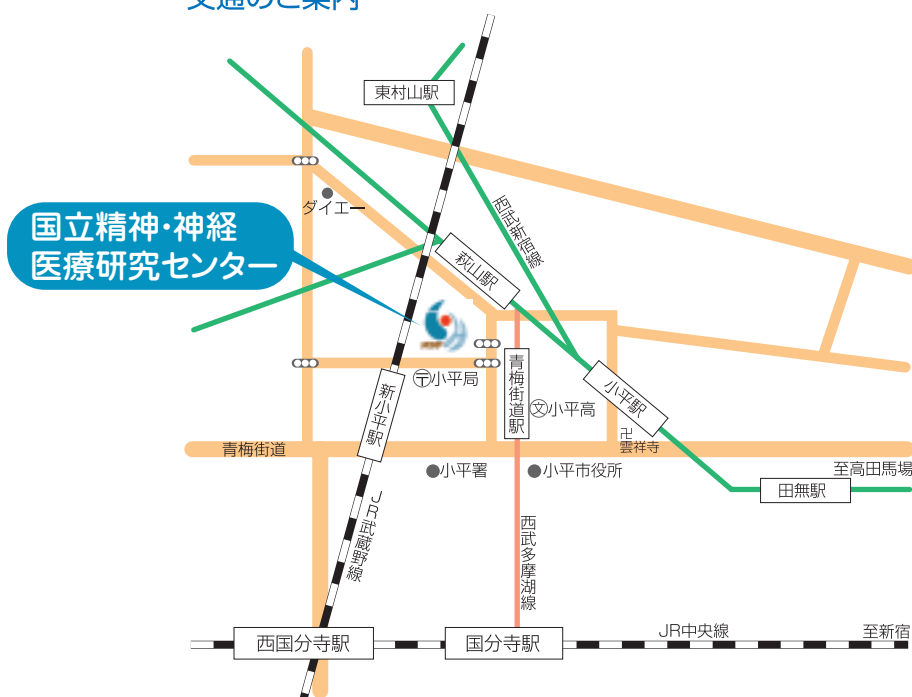 交通のご案内
東村山駅
ダイエー
国立精神・神経
医療研究センター
西武新宿線
萩山駅
青梅街道駅
〒小平局
新小平駅
文小平高
小平駅
卍
雲祥寺
青梅街道
●小平署
●小平市役所
至高田馬場
田無駅
JR武蔵野線
西武多摩湖線
西国分寺駅
国分寺駅
JR中央線
至新宿